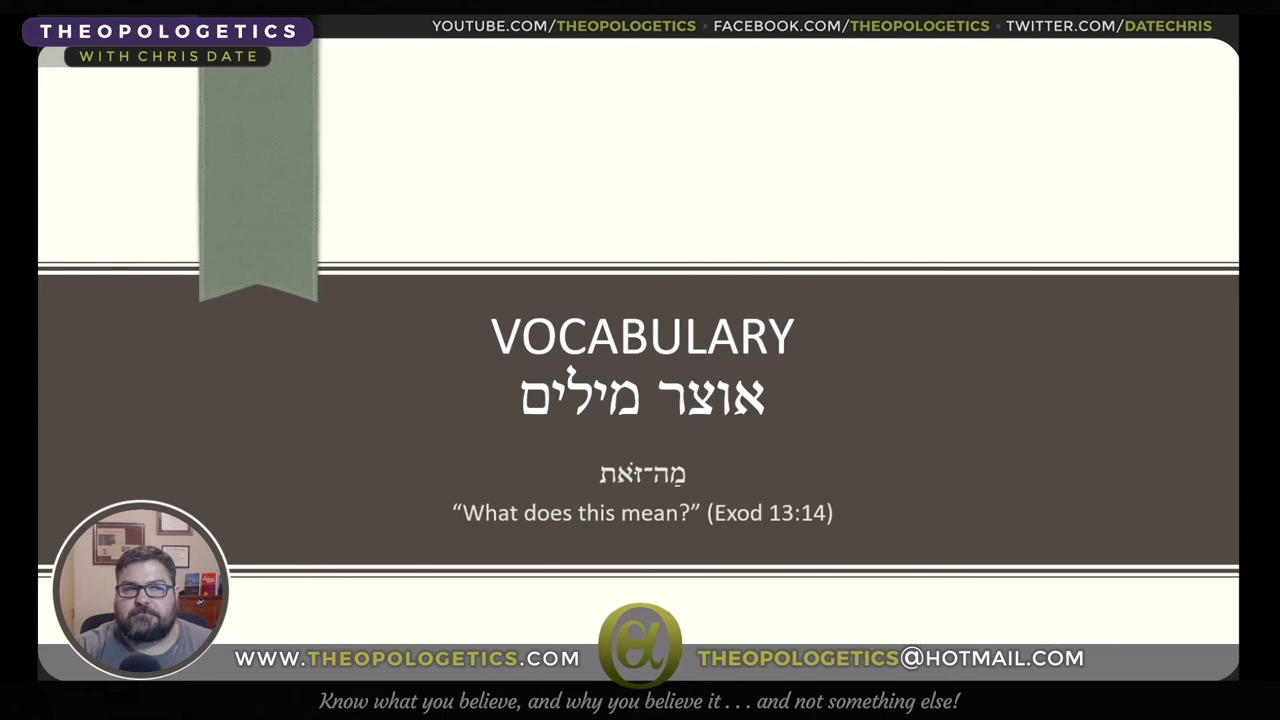 THEOPOLOGETICS
WITH CHRIS DATE
YOUTUBE.COM/THEOPOLOGETICS • FACEBOOK.COM/THEOPOLOGETICS • TWITTER.COM/DATECHRIS
VOCABULARY
אוצר מילים
מַה־זֹּאת
“What does this mean?” (Exod 13:14)
WWW.THEOPOLOGETICS.COM
THEOPOLOGETICS@HOTMAIL.COM
Know what you believe, and why you believe it . . . and not something else!